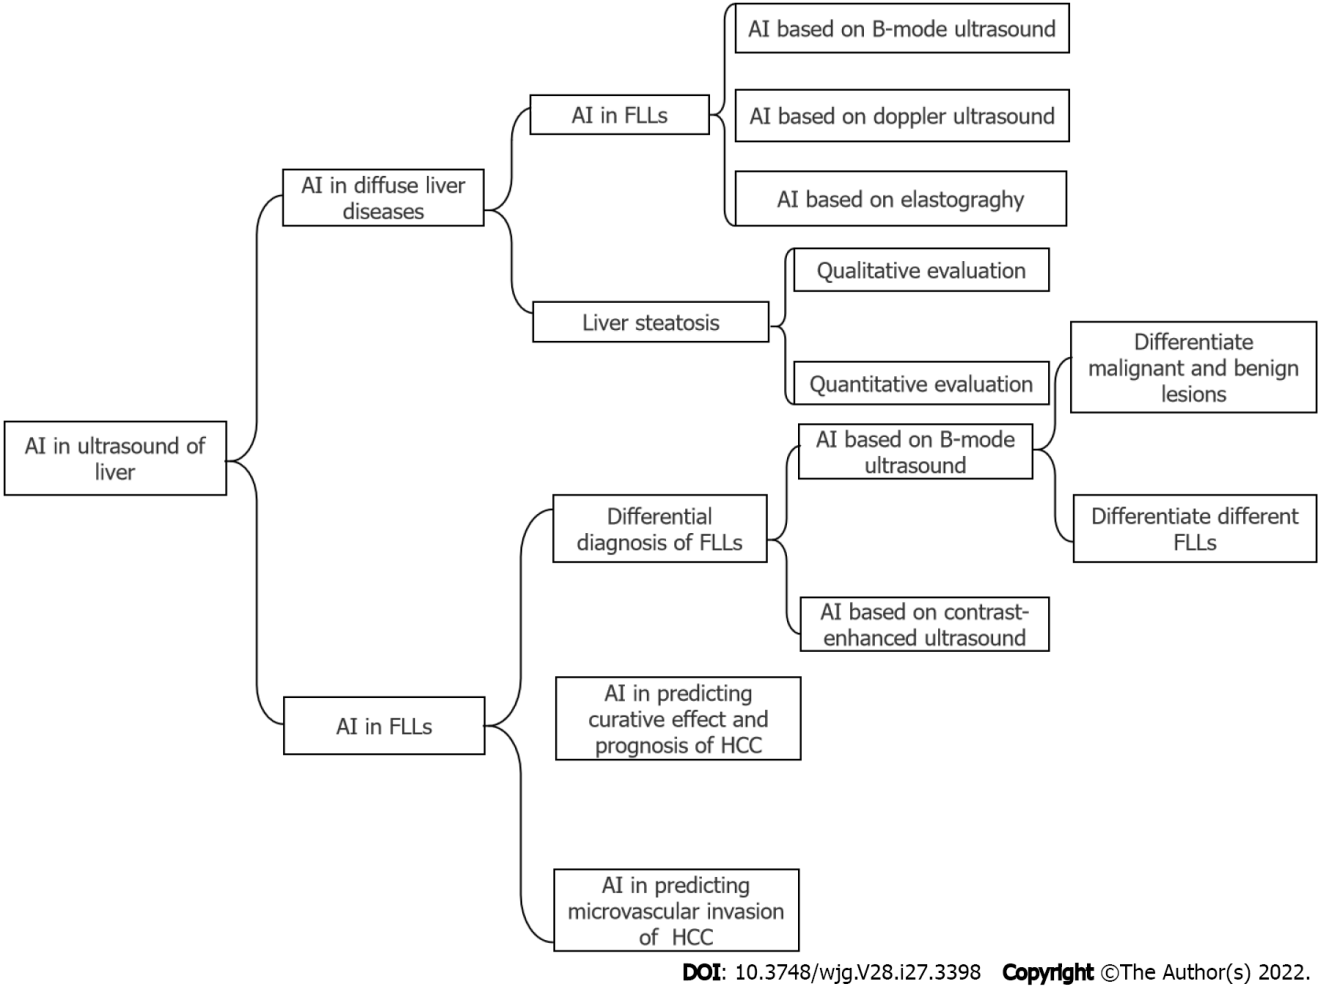 AI based on B-mode ultrasound
AI in FLLs
AI based on doppler ultrasound
AI based on elastograghy
AI in diffuse liver
diseases
Qualitative evaluation
Liver steatosis
Quantitative evaluation
Differentiate
malignant and benign
lesions
AI in ultrasound of
liver
AI based on B-mode
ultrasound
Differential
diagnosis of FLLs
Differentiate different
FLLs
AI based on contrast-
enhanced ultrasound
AI in FLLs
AI in predicting
curative effect and
prognosis of HCC
AI in predicting
microvascular invasion
of HCC
DOI: 10.3748/wjg.V28.i27.3398 Copyright ©The Author(s) 2022.